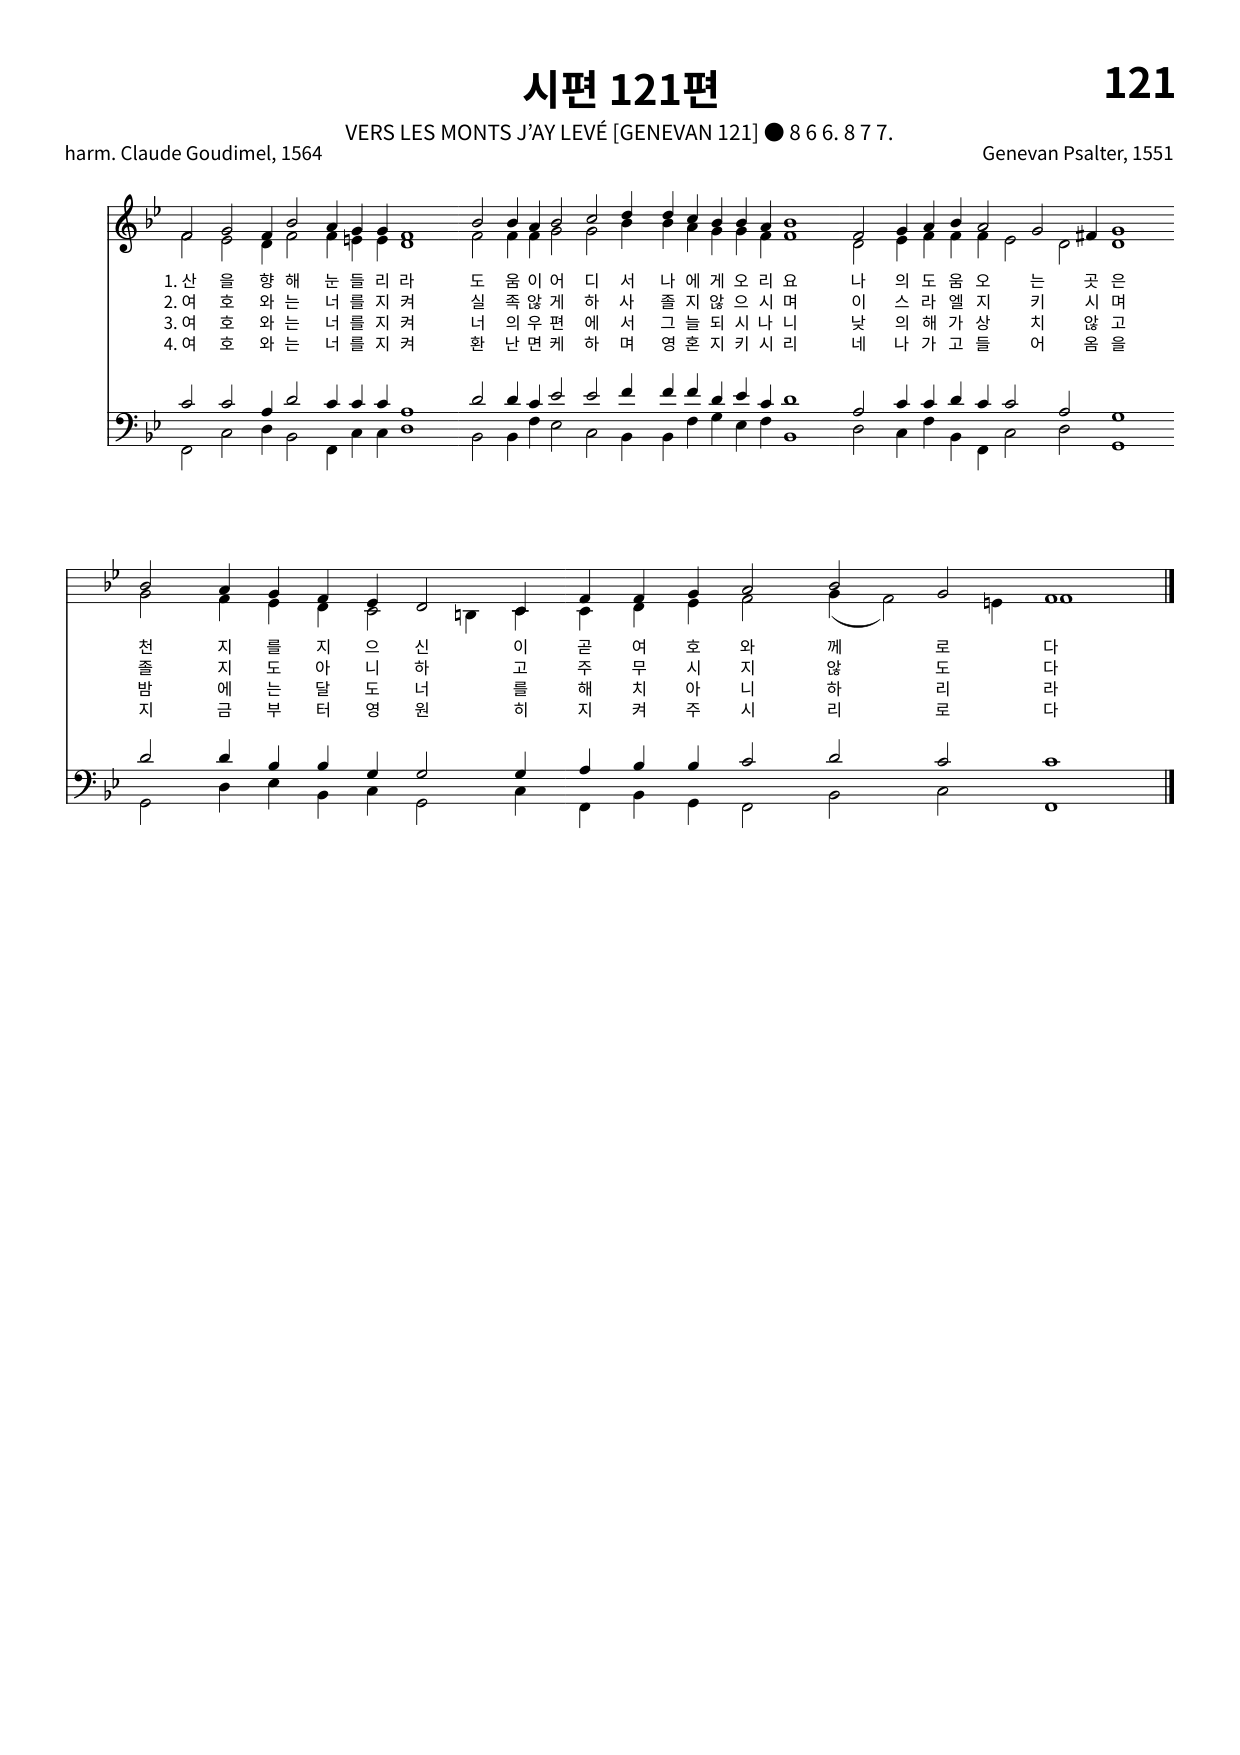 시편 121편
121
VERS LES MONTS J’AY LEVÉ [GENEVAN 121] ● 8 6 6. 8 7 7.
harm. Claude Goudimel, 1564
Genevan Psalter, 1551
1. 산 을 향 해 눈 들 리 라 도 움 이 어 디 서 나 에 게 오 리 요 나 의 도 움 오 는 곳 은
2. 여 호 와 는 너 를 지 켜 실 족 않 게 하 사 졸 지 않 으 시 며 이 스 라 엘 지 키 시 며
3. 여 호 와 는 너 를 지 켜 너 의 우 편 에 서 그 늘 되 시 나 니 낮 의 해 가 상 치 않 고
4. 여 호 와 는 너 를 지 켜 환 난 면 케 하 며 영 혼 지 키 시 리 네 나 가 고 들 어 옴 을
천 지 를 지 으 신 이 곧 여 호 와 께 로 다
졸 지 도 아 니 하 고 주 무 시 지 않 도 다
밤 에 는 달 도 너 를 해 치 아 니 하 리 라
지 금 부 터 영 원 히 지 켜 주 시 리 로 다